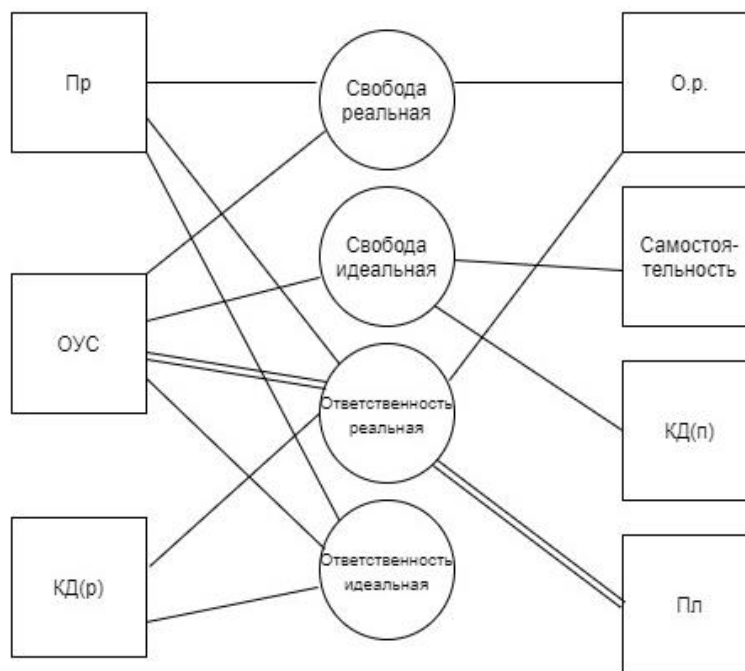 Пр
Свобода
реальная
О.р.
Свобода
идеальная
Самостоя-
тельность
ОУС
Ответственность
реальная
КД(п)
КД(р)
Ответственность
идеальная
Пл